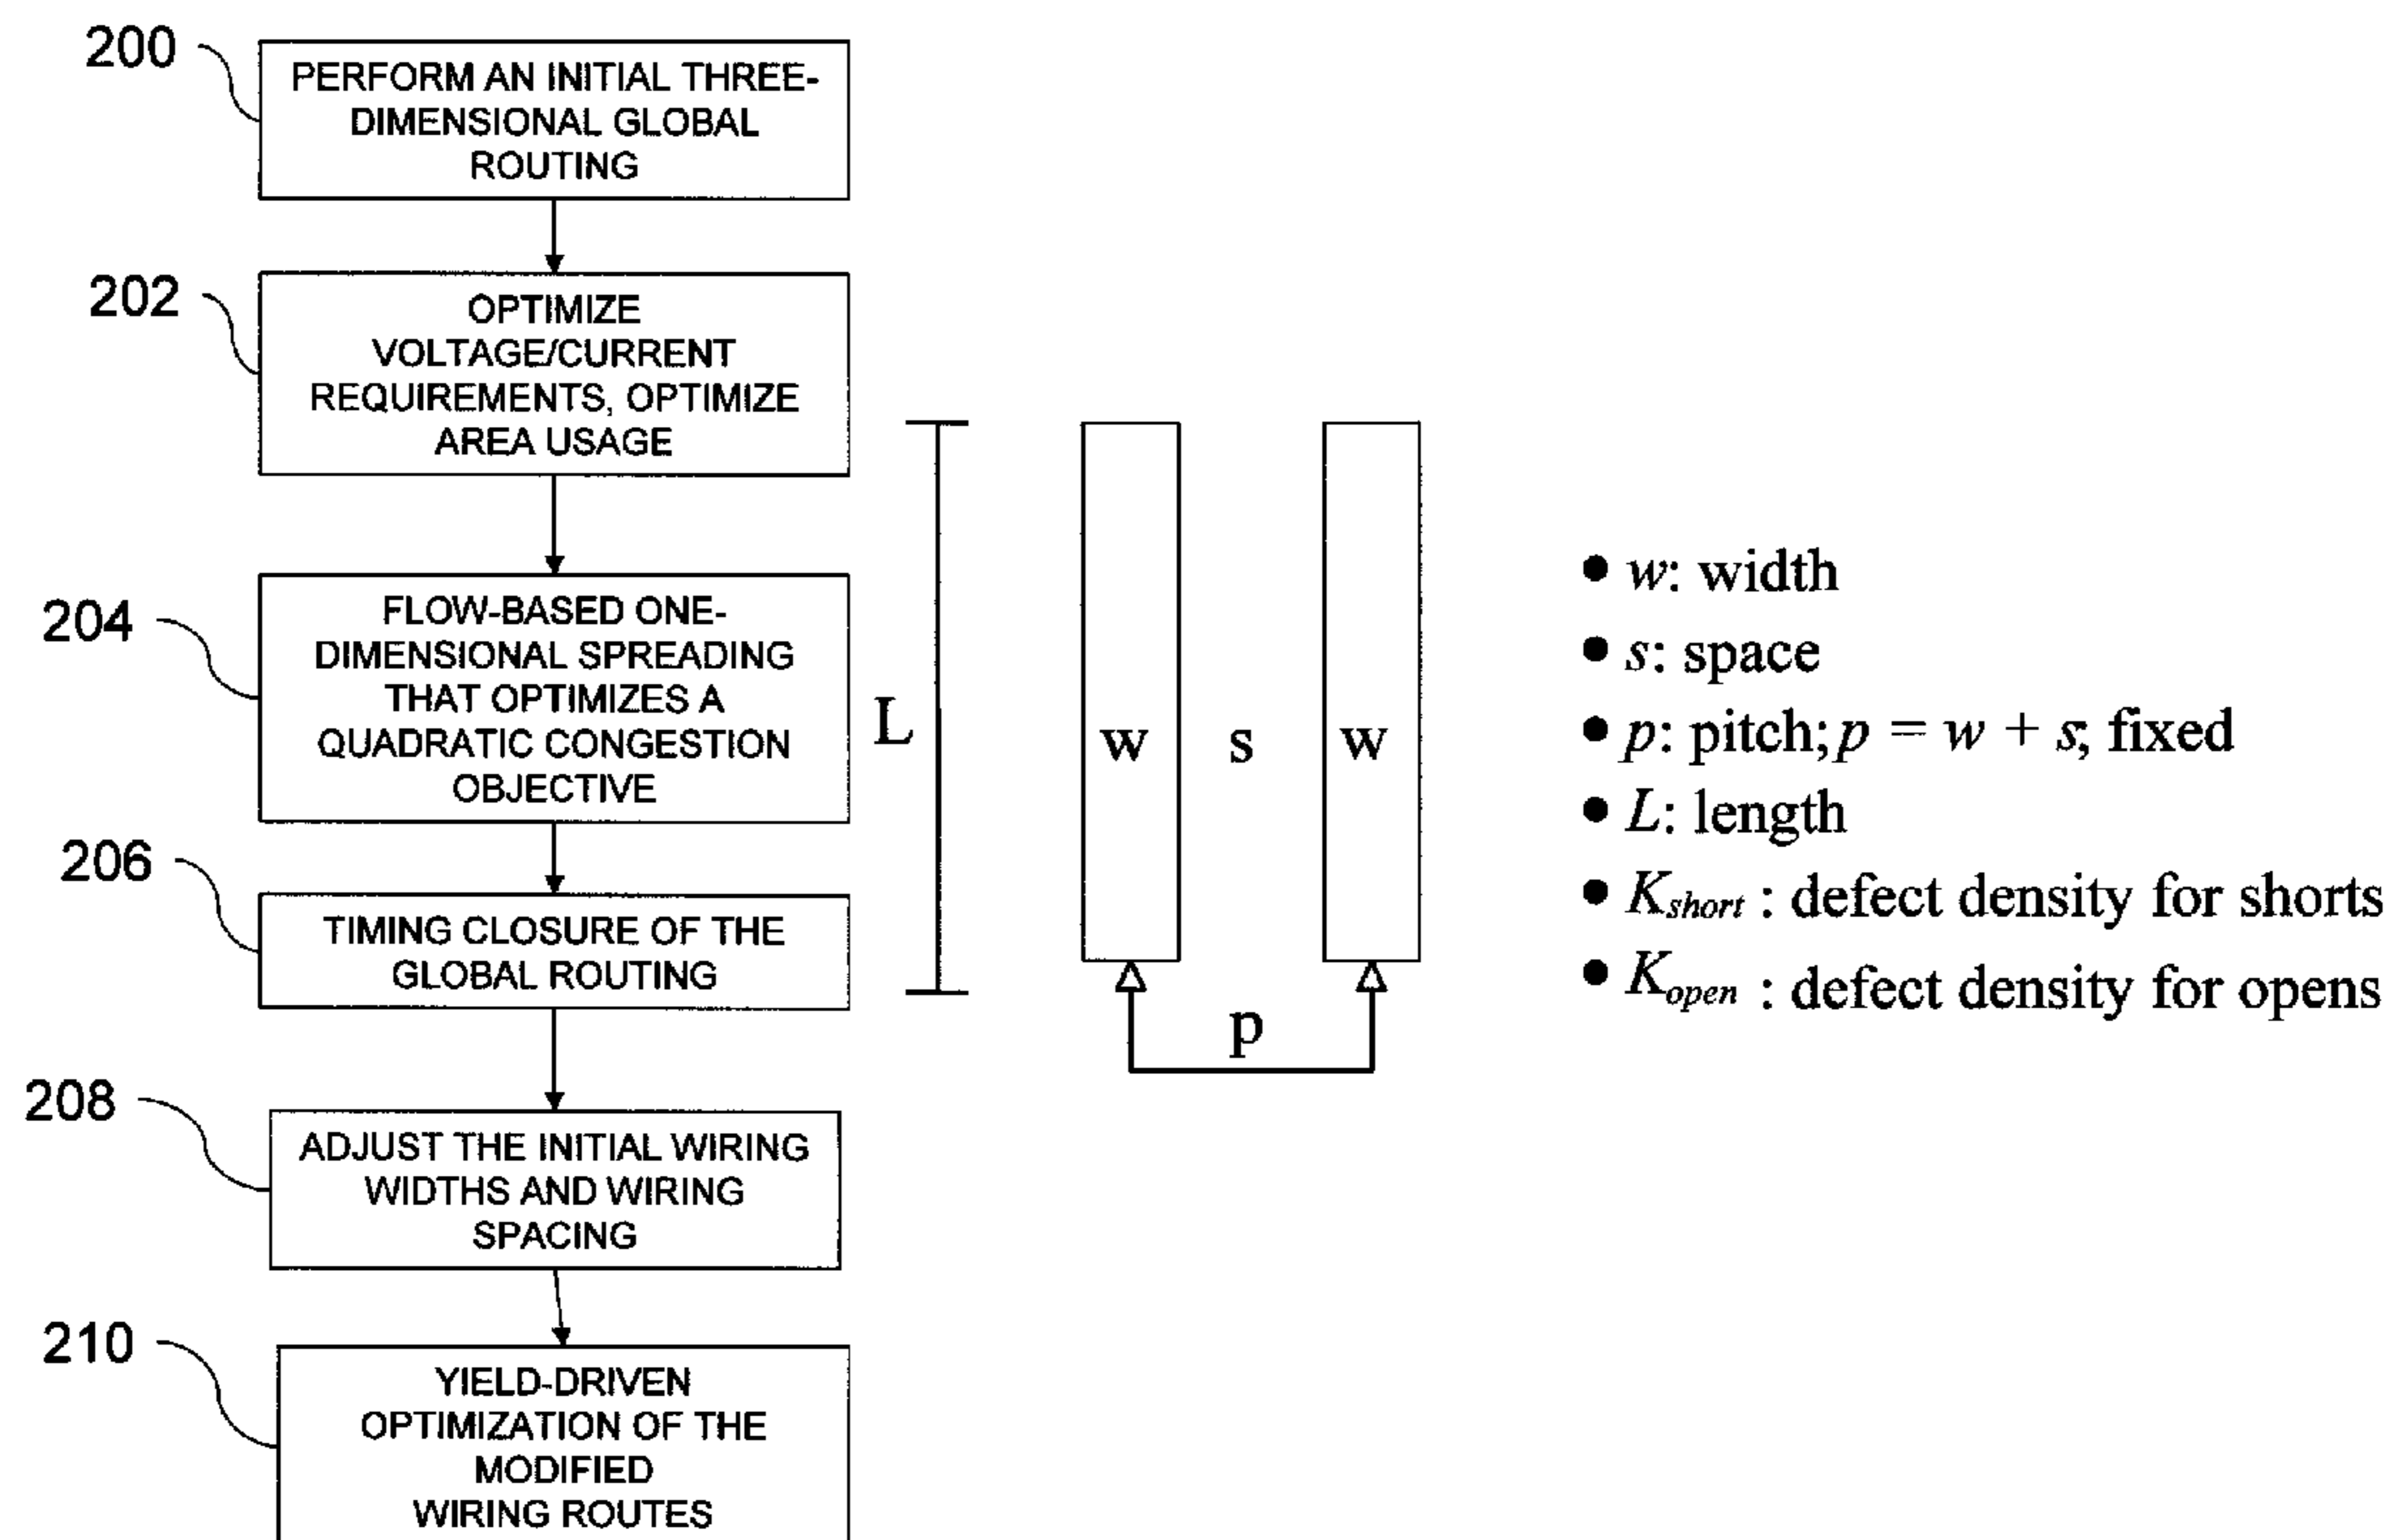 200
PERFORM AN INITIAL THREE-
DIMENSIONAL GLOBAL
ROUTING
202
OPTIMIZE
VOLTAGE/CURRENT
REQUIREMENTS, OPTIMIZE
AREA USAGE
204
FLOW-BASED ONE-
DIMENSIONAL SPREADING
THAT OPTIMIZES A
QUADRATIC CONGESTION
OBJECTIVE
206
TIMING CLOSURE OF THE
GLOBAL ROUTING
208
ADJUST THE INITIAL WIRING
WIDTHS AND WIRING
SPACING
210
YIELD-DRIVEN
OPTIMIZATION OF THE
MODIFIED
WIRING ROUTES
L
w
s
w
p
• w: width
• s: space
• p: pitch; p = w + s; fixed
• L: length
• Kshort : defect density for shorts
• Kopen : defect density for opens